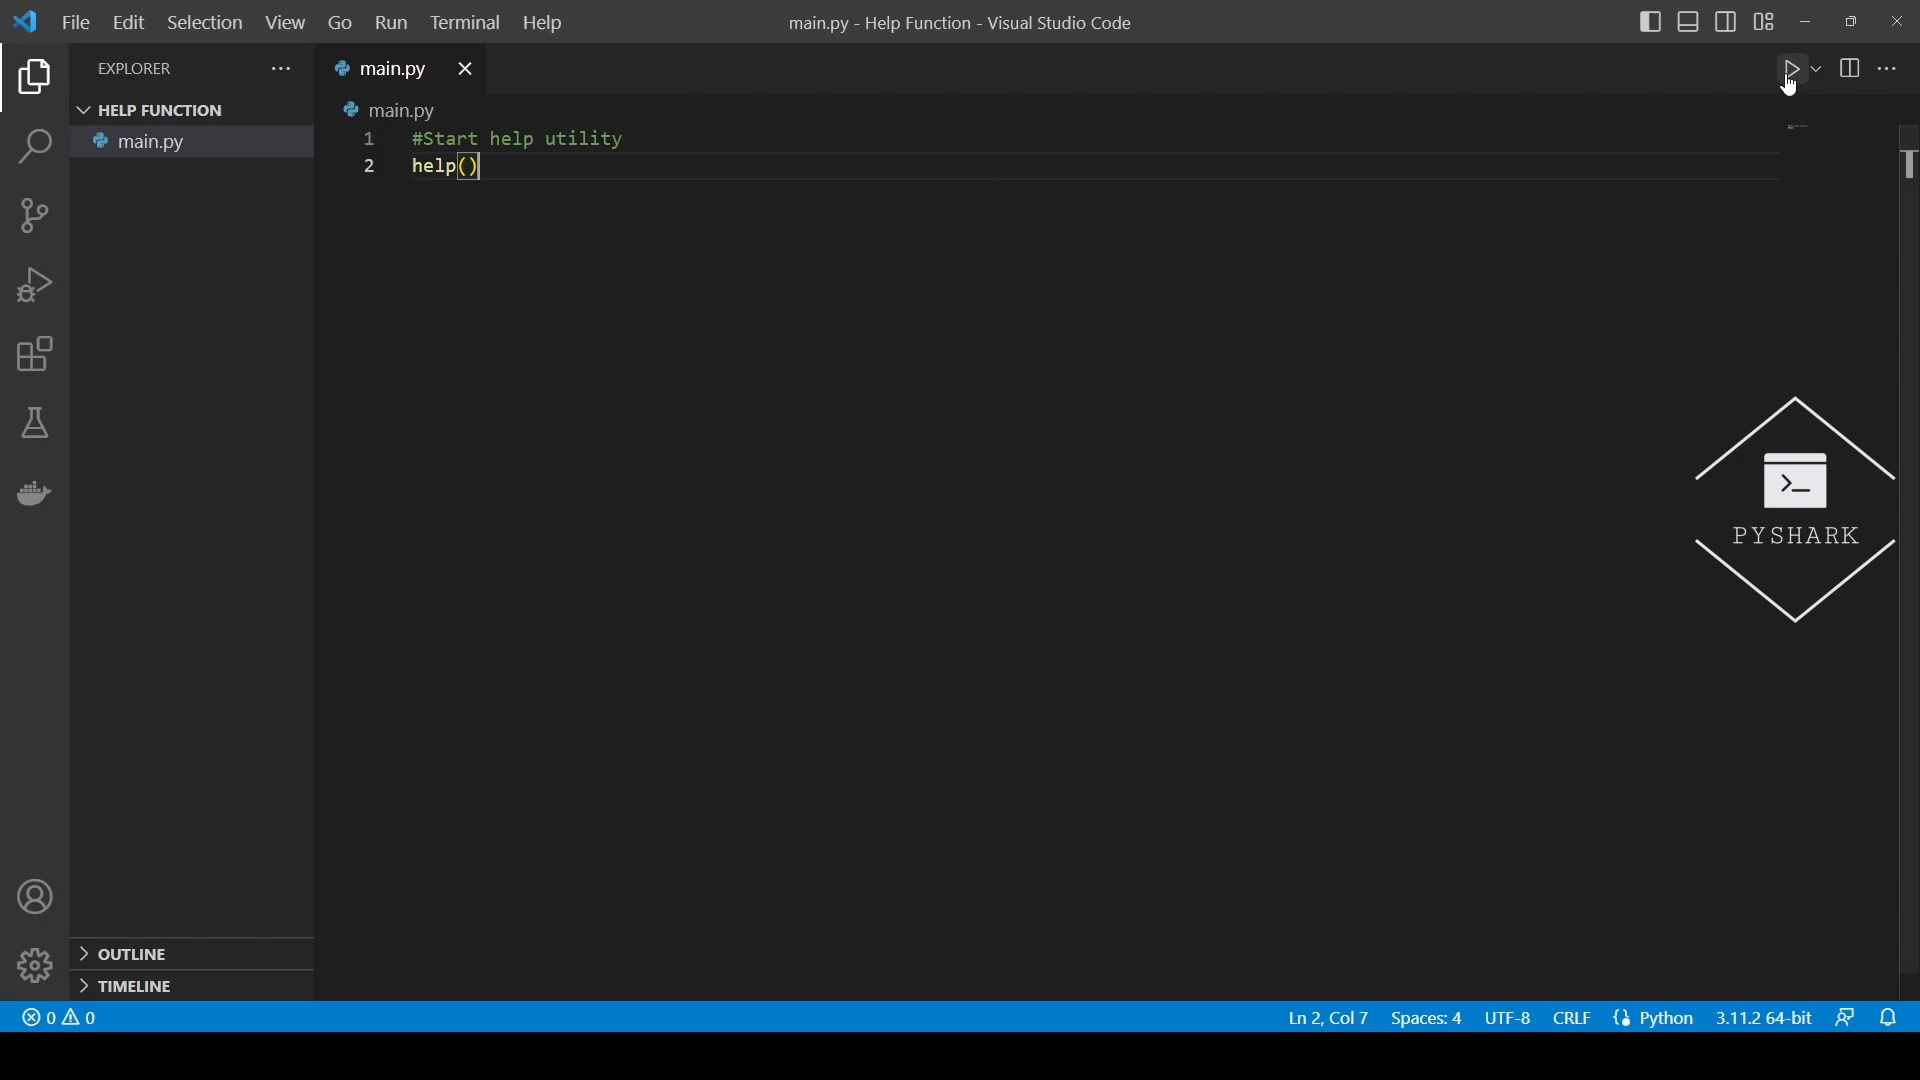 File Edit Selection View Go Run Terminal Help
main.py - Help Function - Visual Studio Code
EXPLORER
main.py
HELP FUNCTION
main.py
main.py
1 #Start help utility
2 help()
>_
PYSHARK
OUTLINE
TIMELINE
0 0
Ln 2, Col 7 Spaces: 4 UTF-8 CRLF {} Python 3.11.2 64-bit